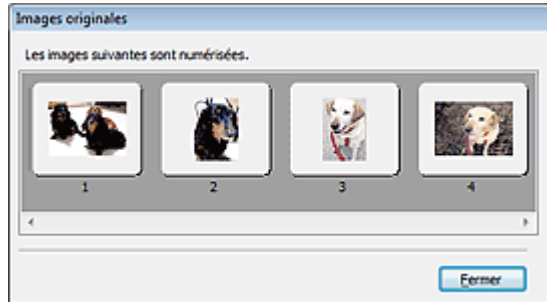 Images originales
Les images suivantes sont numérisées.
1 2 3 4
Fermer